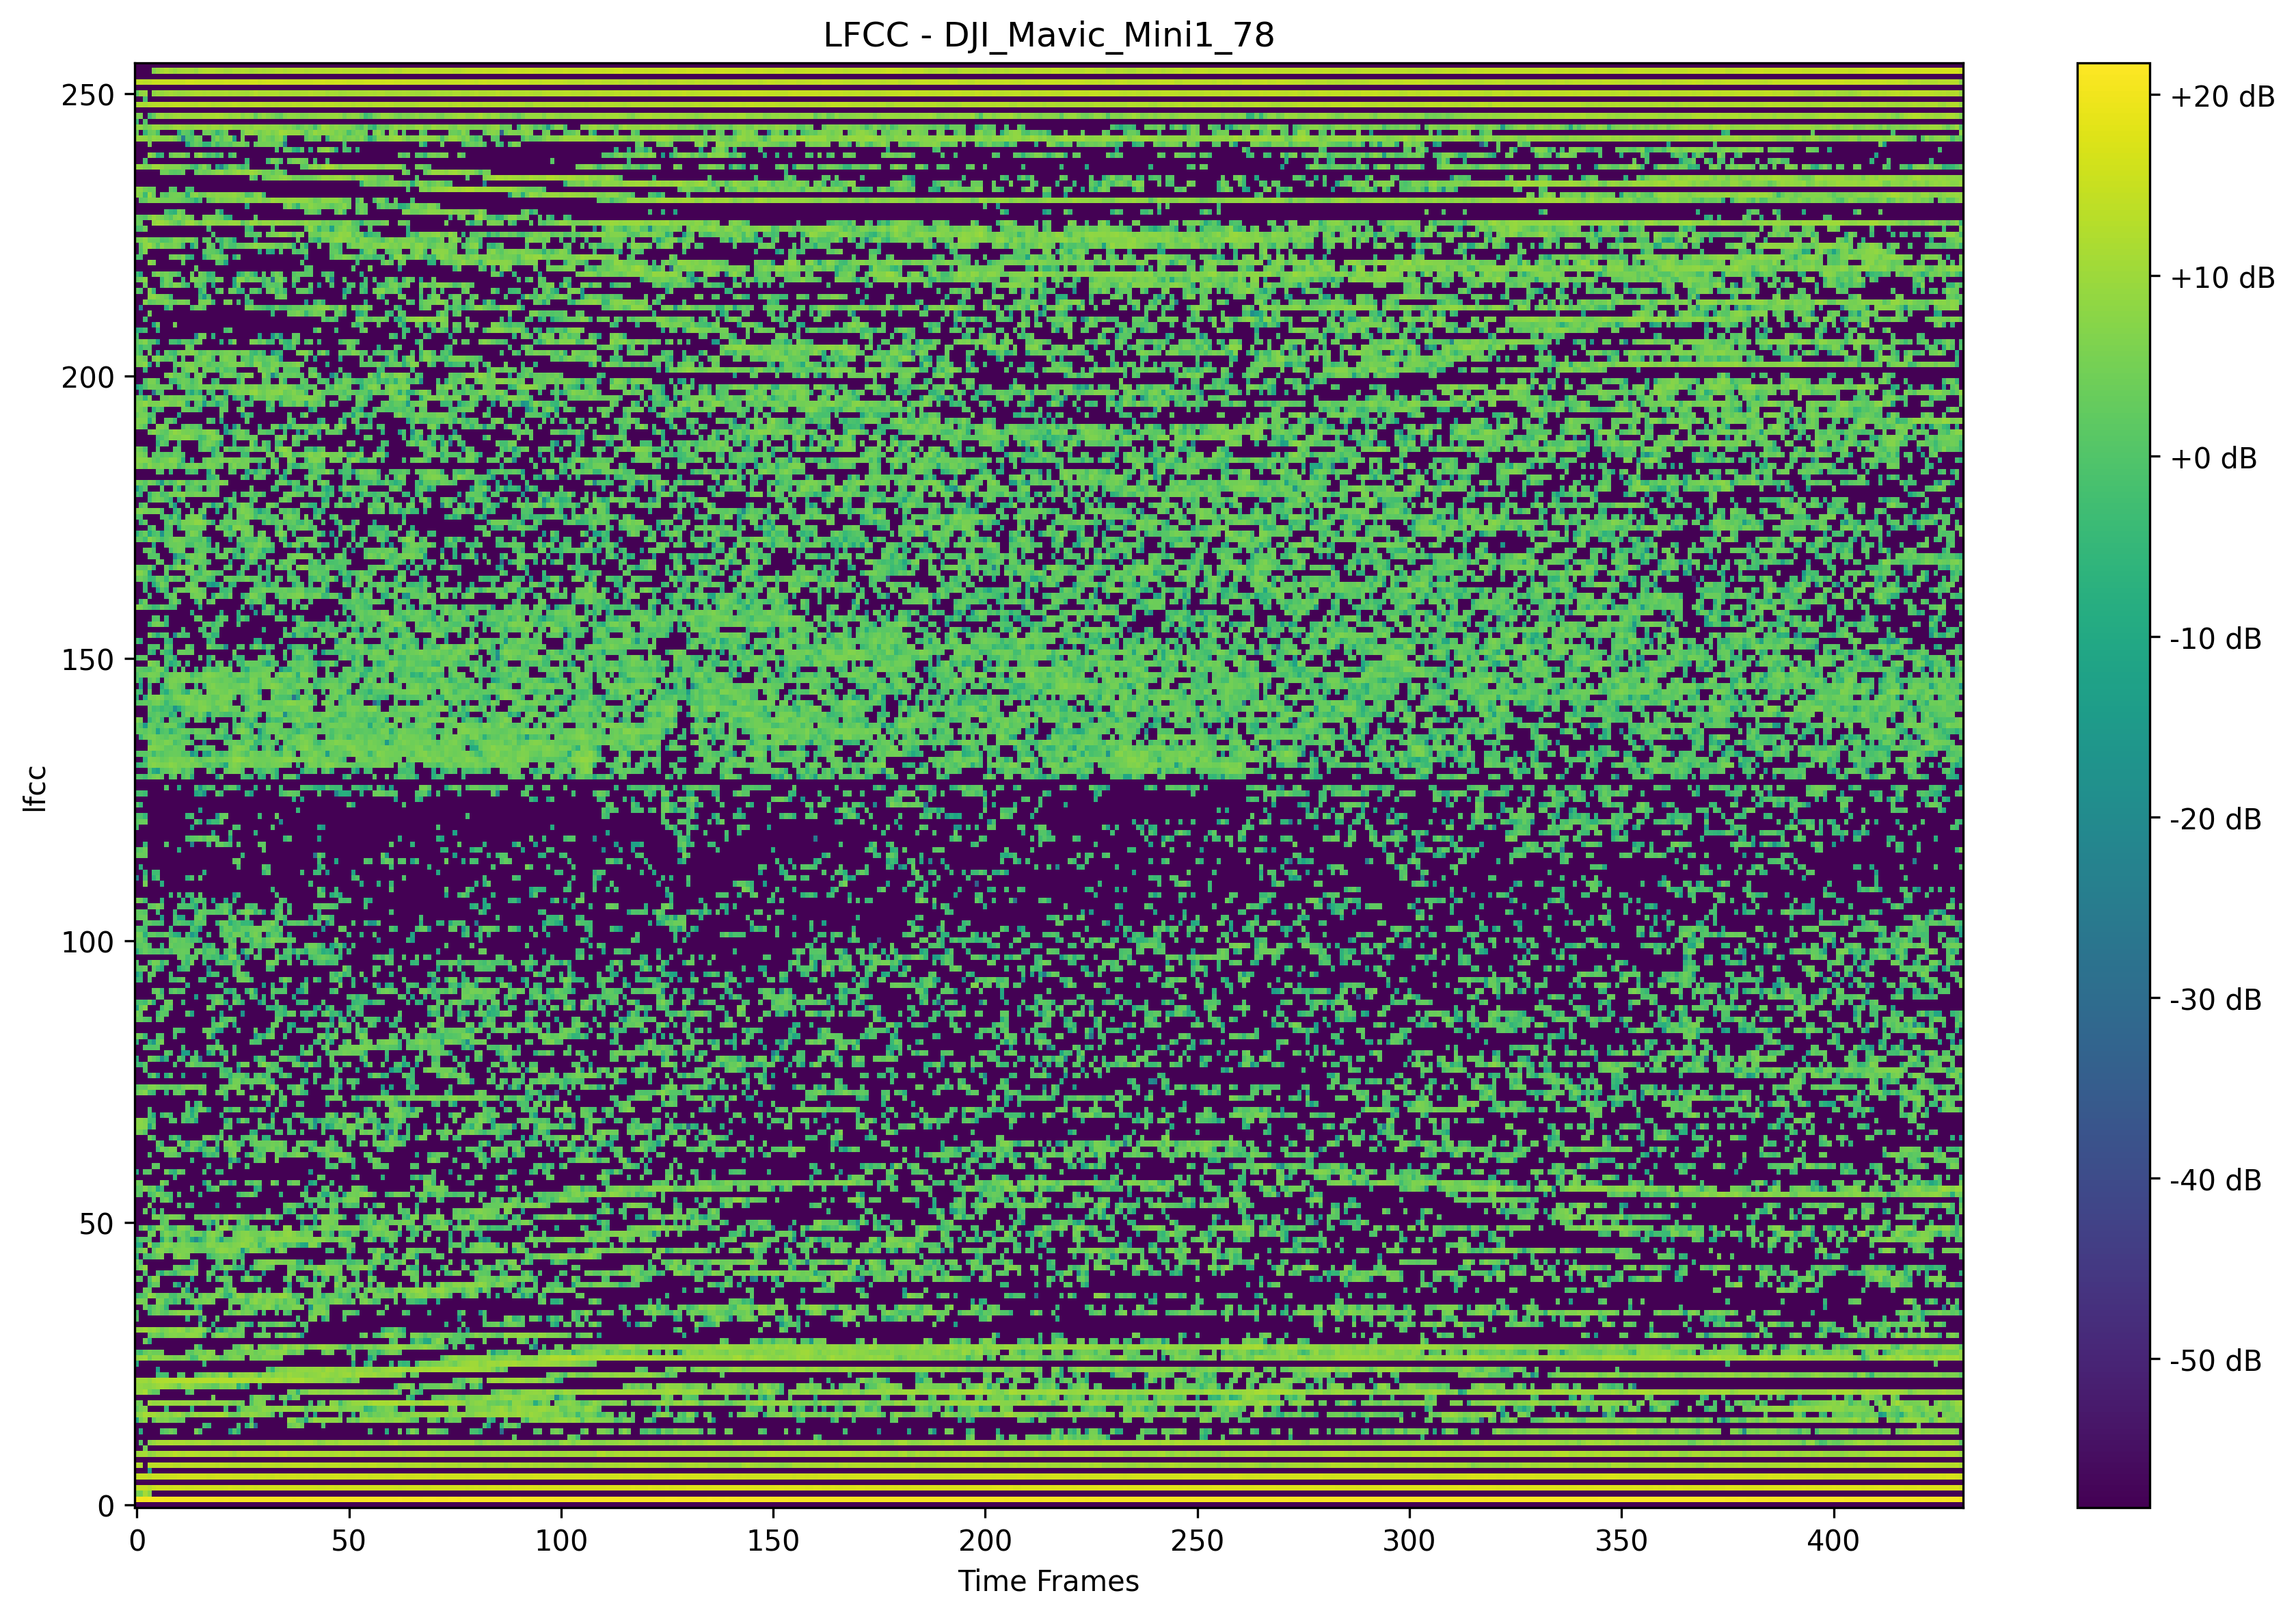 LFCC - DJI_Mavic_Mini1_78
250
200
150
100
50
0
lfcc
0 50 100 150 200 250 300 350 400
Time Frames
+20 dB
+10 dB
+0 dB
-10 dB
-20 dB
-30 dB
-40 dB
-50 dB